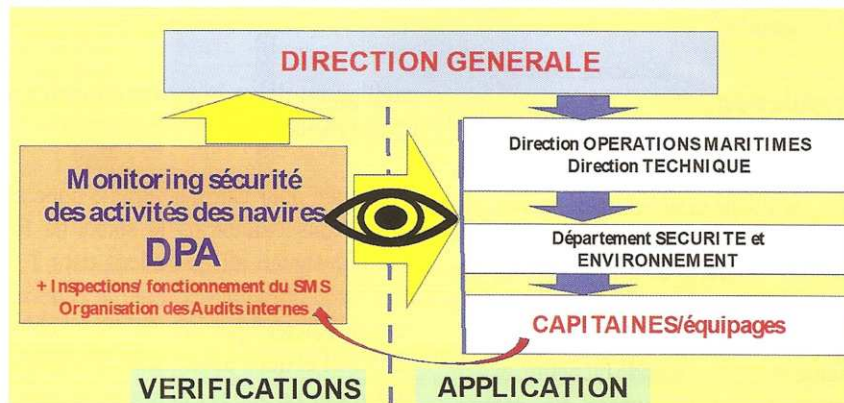 DIRECTION GENERALE
Monitoring sécurité
des activités des navires
DPA
+ Inspections/ fonctionnement du SMS
Organisation des Audits internes
Direction OPERATIONS MARITIMES
Direction TECHNIQUE
Département SECURITE et
ENVIRONNEMENT
CAPITAINES/équipages
VERIFICATIONS
APPLICATION